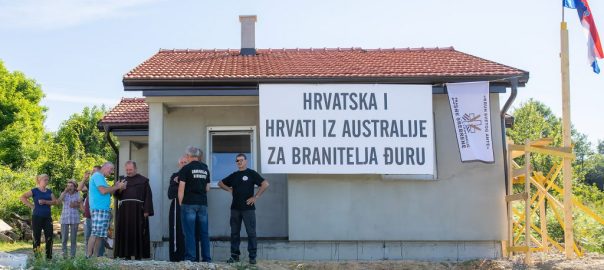 HRVATSKA I
HRVATI IZ AUSTRALIJE
ZA BRANITELJA ĐURU